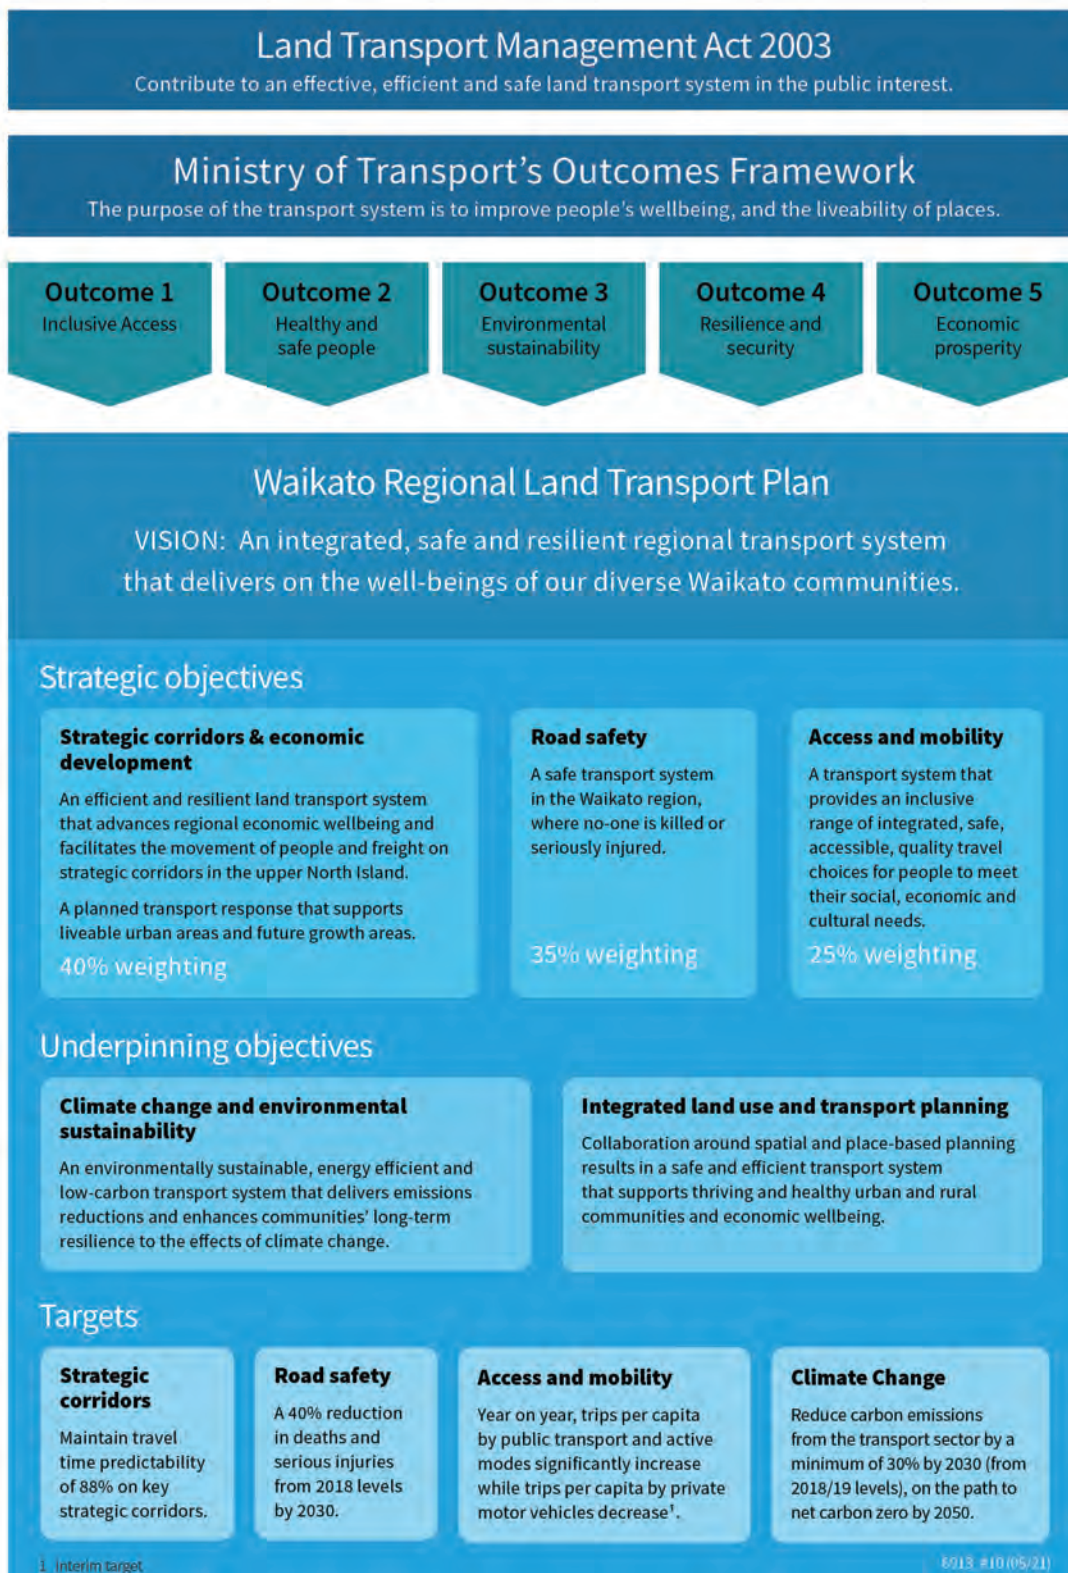 Land Transport Management Act 2003
Contribute to an effective, efficient and safe land transport system in the public interest.
Ministry of Transport's Outcomes Framework
The purpose of the transport system is to improve people's wellbeing, and the liveability of places.
Outcome 1
Inclusive Access
Outcome 2
Healthy and
safe people
Outcome 3
Environmental
sustainability
Outcome 4
Resilience and
security
Outcome 5
Economic
prosperity
Waikato Regional Land Transport Plan
VISION: An integrated, safe and resilient regional transport system
that delivers on the well-beings of our diverse Waikato communities.
Strategic objectives
Strategic corridors & economic
development
An efficient and resilient land transport system
that advances regional economic wellbeing and
facilitates the movement of people and freight on
strategic corridors in the upper North Island.
A planned transport response that supports
liveable urban areas and future growth areas.
40% weighting
Road safety
A safe transport system
in the Waikato region,
where no-one is killed or
seriously injured.
35% weighting
Access and mobility
A transport system that
provides an inclusive
range of integrated, safe,
accessible, quality travel
choices for people to meet
their social, economic and
cultural needs.
25% weighting
Underpinning objectives
Climate change and environmental
sustainability
An environmentally sustainable, energy efficient and
low-carbon transport system that delivers emissions
reductions and enhances communities' long-term
resilience to the effects of climate change.
Integrated land use and transport planning
Collaboration around spatial and place-based planning
results in a safe and efficient transport system
that supports thriving and healthy urban and rural
communities and economic wellbeing.
Targets
Strategic
corridors
Maintain travel
time predictability
of 88% on key
strategic corridors.
Road safety
A 40% reduction
in deaths and
serious injuries
from 2018 levels
by 2030.
Access and mobility
Year on year, trips per capita
by public transport and active
modes significantly increase
while trips per capita by private
motor vehicles decrease¹.
Climate Change
Reduce carbon emissions
from the transport sector by a
minimum of 30% by 2030 (from
2018/19 levels), on the path to
net carbon zero by 2050.
1 Interim target
6913 #10 (05/21)